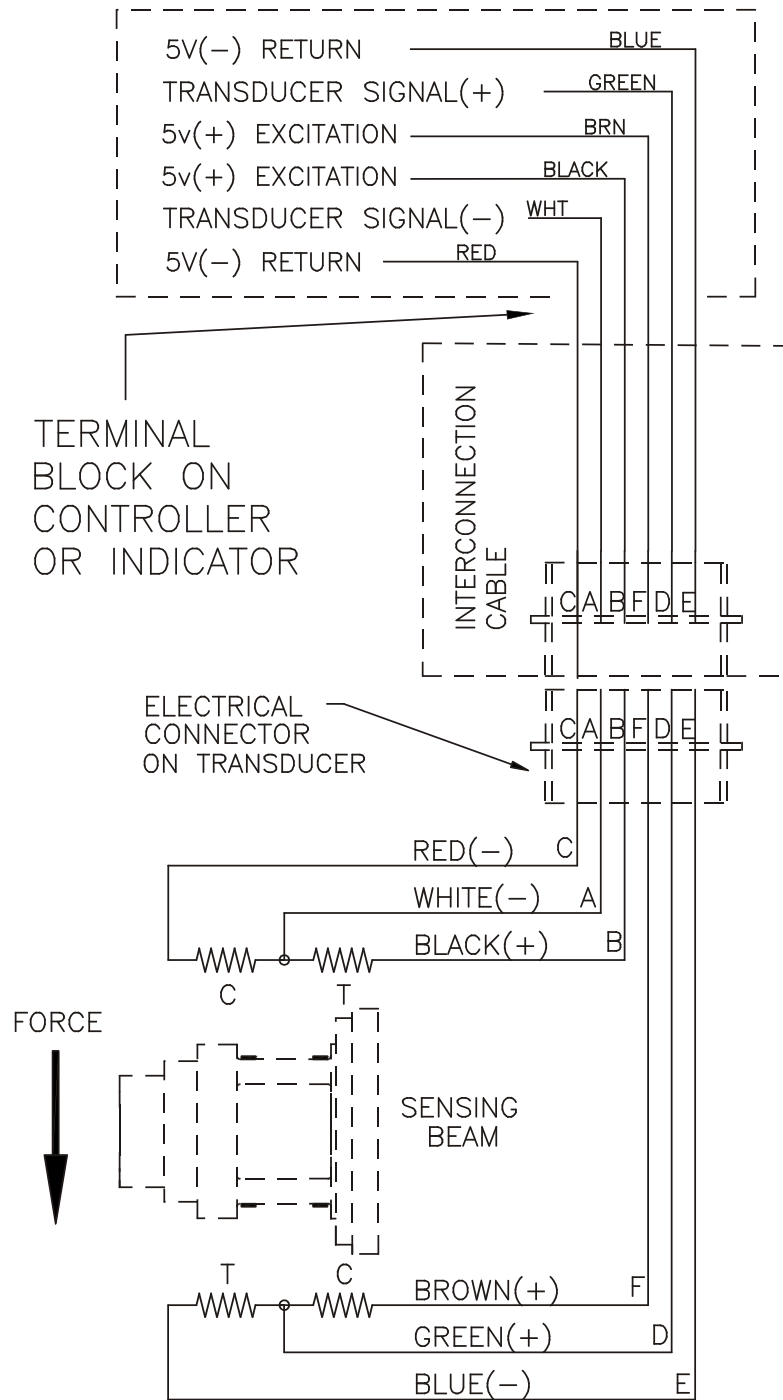 5V(−) RETURN BLUE
TRANSDUCER SIGNAL(+) GREEN
5v(+) EXCITATION BRN
5v(+) EXCITATION BLACK
TRANSDUCER SIGNAL(−) WHT
5V(−) RETURN RED
TERMINAL
BLOCK ON
CONTROLLER
OR INDICATOR
INTERCONNECTION
CABLE
C A B F D E
ELECTRICAL
CONNECTOR
ON TRANSDUCER
C A B F D E
RED(−) C
WHITE(−) A
BLACK(+) B
C T
FORCE
SENSING
BEAM
T C
BROWN(+) F
GREEN(+) D
BLUE(−) E